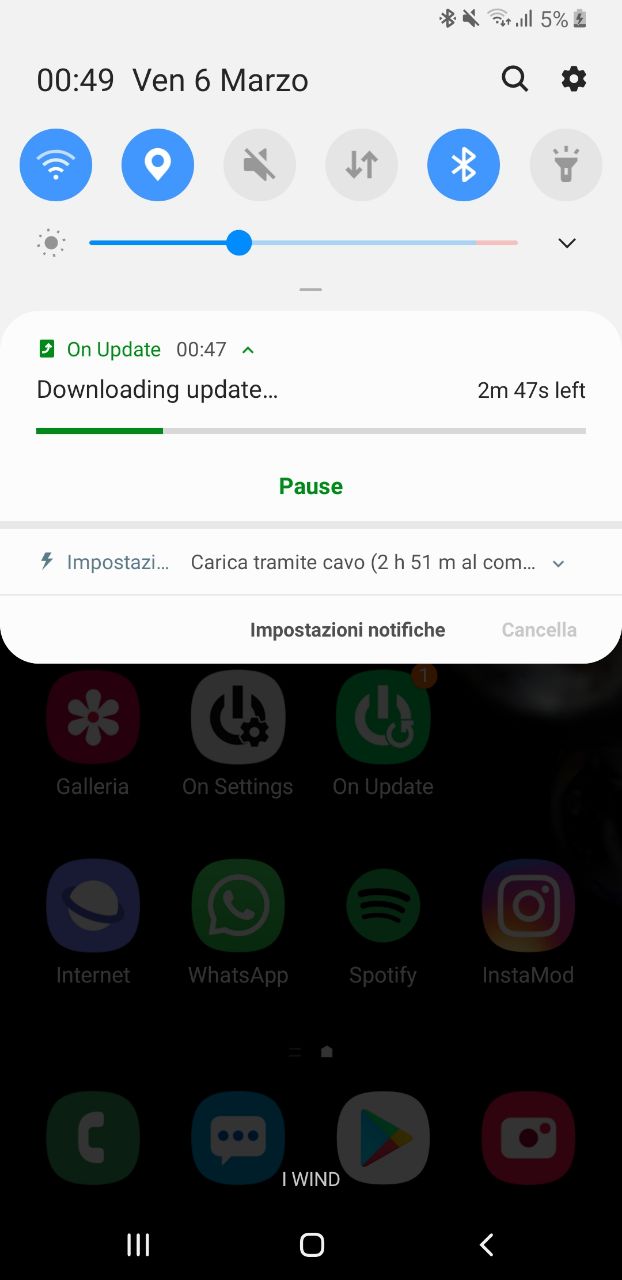 5%
00:49 Ven 6 Marzo
On Update 00:47
Downloading update... 2m 47s left
Pause
Impostazi... Carica tramite cavo (2 h 51 m al com...
Impostazioni notifiche Cancella
1
Galleria On Settings On Update
Internet WhatsApp Spotify InstaMod
I WIND